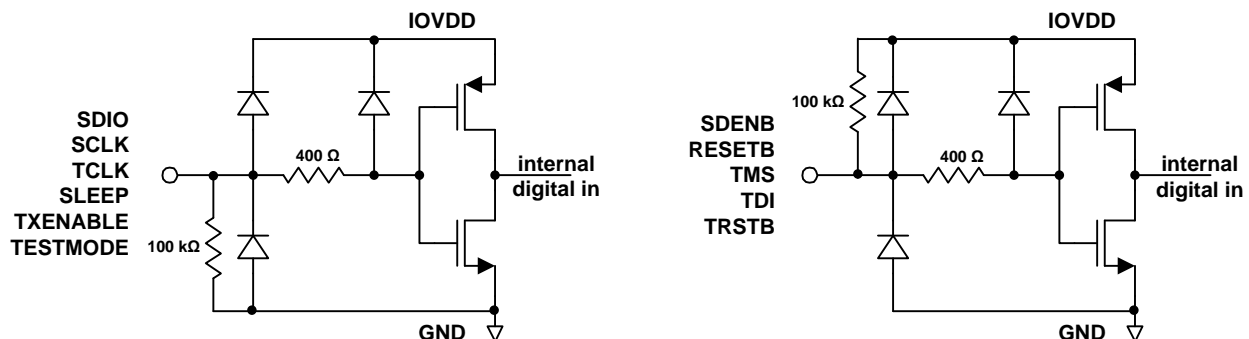 IOVDD
SDIO
SCLK
TCLK
SLEEP
TXENABLE
TESTMODE
100 kΩ
400 Ω
internal
digital in
GND
IOVDD
100 kΩ
SDENB
RESETB
TMS
TDI
TRSTB
400 Ω
internal
digital in
GND